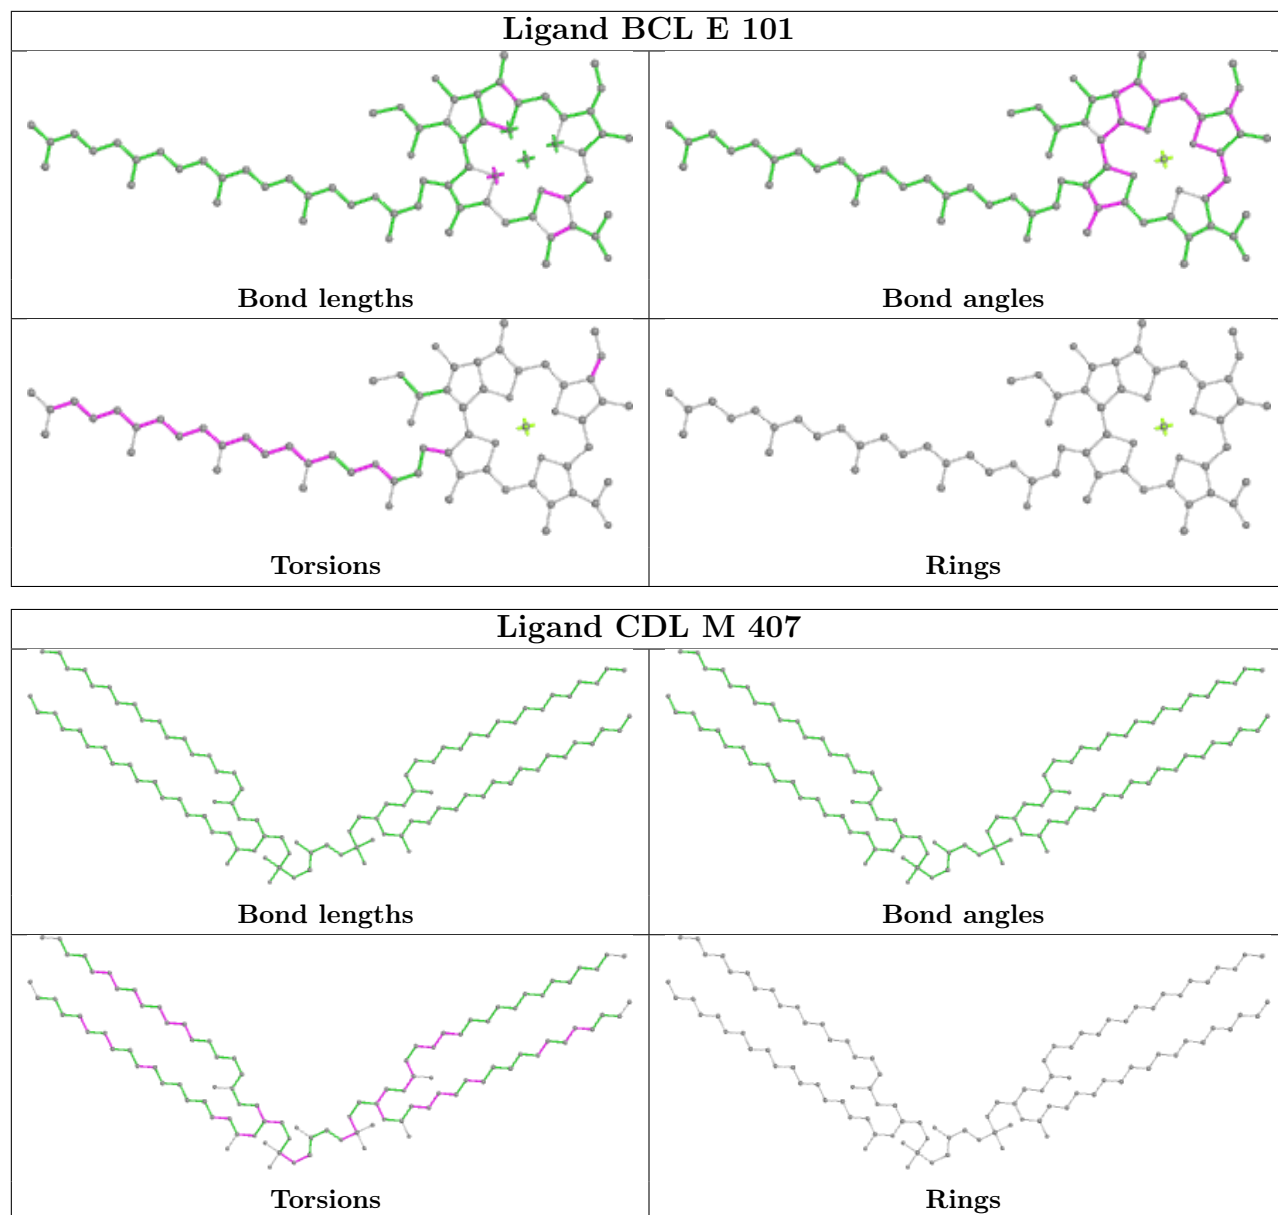 Ligand BCL E 101
Bond lengths
Bond angles
Torsions
Rings
Ligand CDL M 407
Bond lengths
Bond angles
Torsions
Rings